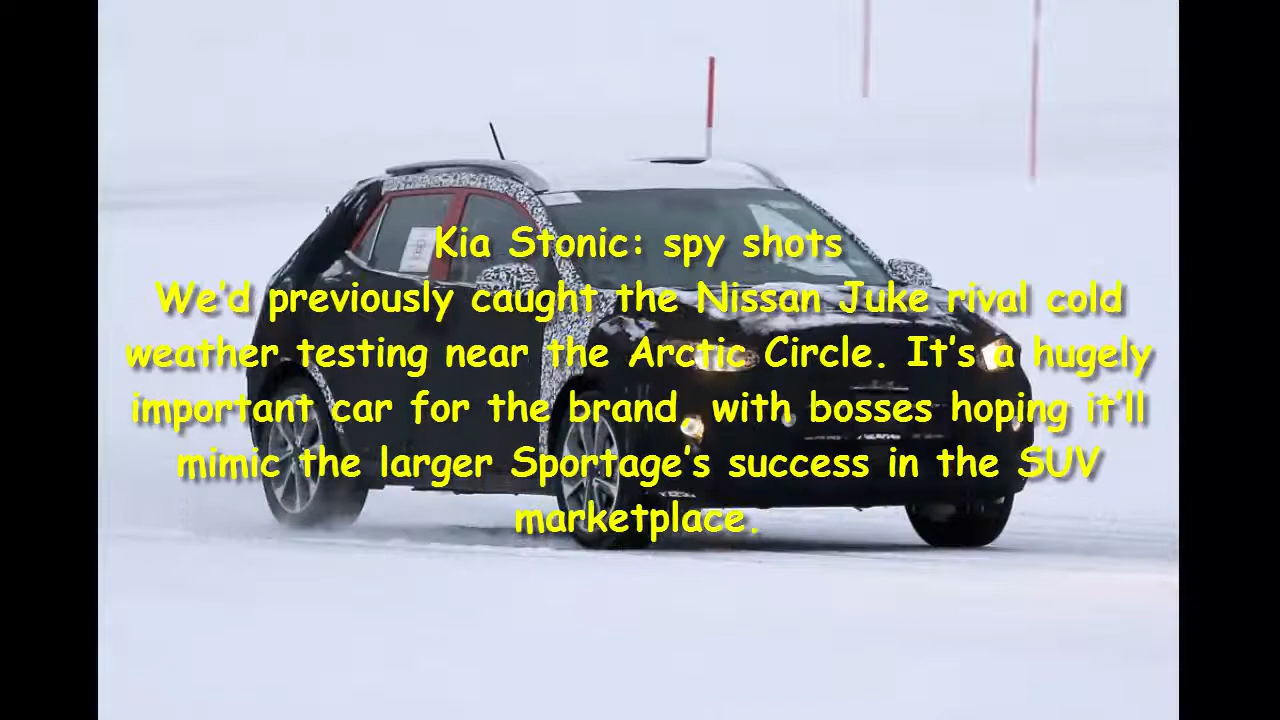 Kia Stonic: spy shots
We'd previously caught the Nissan Juke rival cold
weather testing near the Arctic Circle. It's a hugely
important car for the brand, with bosses hoping it'll
mimic the larger Sportage's success in the SUV
marketplace.